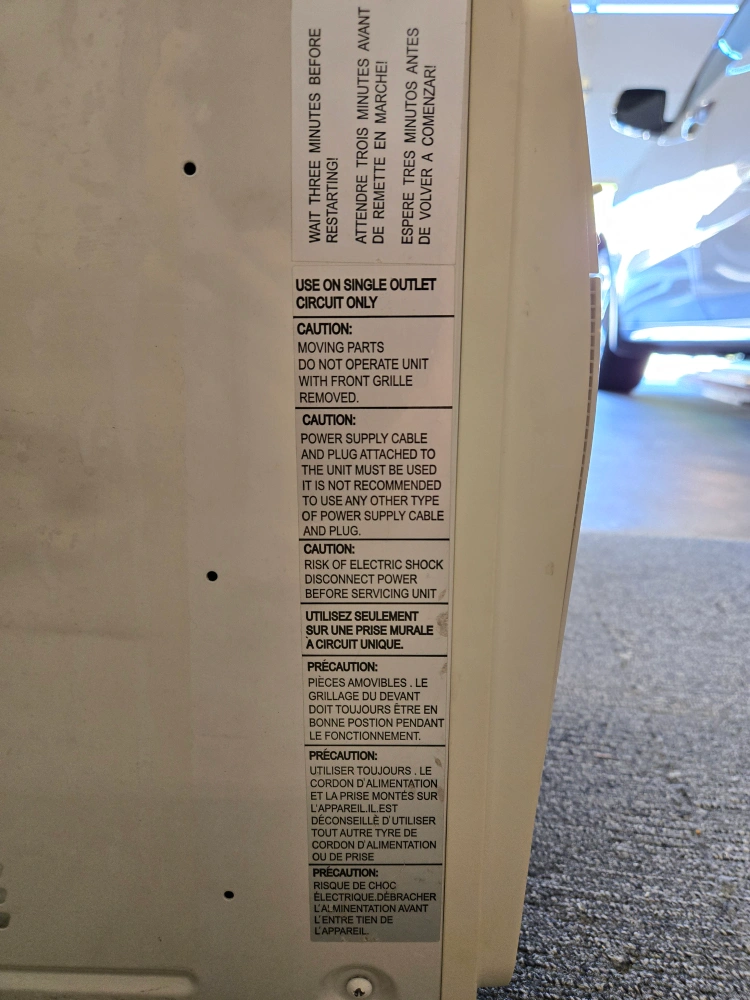 WAIT THREE MINUTES BEFORE
RESTARTING!
ATTENDRE TROIS MINUTES AVANT
DE REMETTE EN MARCHE!
ESPERE TRES MINUTOS ANTES
DE VOLVER A COMENZAR!
USE ON SINGLE OUTLET
CIRCUIT ONLY
CAUTION:
MOVING PARTS
DO NOT OPERATE UNIT
WITH FRONT GRILLE
REMOVED.
CAUTION:
POWER SUPPLY CABLE
AND PLUG ATTACHED TO
THE UNIT MUST BE USED
IT IS NOT RECOMMENDED
TO USE ANY OTHER TYPE
OF POWER SUPPLY CABLE
AND PLUG.
CAUTION:
RISK OF ELECTRIC SHOCK
DISCONNECT POWER
BEFORE SERVICING UNIT
UTILISEZ SEULEMENT
SUR UNE PRISE MURALE
À CIRCUIT UNIQUE.
PRÉCAUTION:
PIÈCES AMOVIBLES . LE
GRILLAGE DU DEVANT
DOIT TOUJOURS ÊTRE EN
BONNE POSTION PENDANT
LE FONCTIONNEMENT.
PRÉCAUTION:
UTILISER TOUJOURS . LE
CORDON D'ALIMENTATION
ET LA PRISE MONTÉS SUR
L'APPAREIL.IL.EST
DÉCONSEILLÉ D'UTILISER
TOUT AUTRE TYRE DE
CORDON D'ALIMENTATION
OU DE PRISE
PRÉCAUTION:
RISQUE DE CHOC
ÉLECTRIQUE.DÉBRACHER
L'ALMINENTATION AVANT
L'ENTRE TIEN DE
L'APPAREIL.